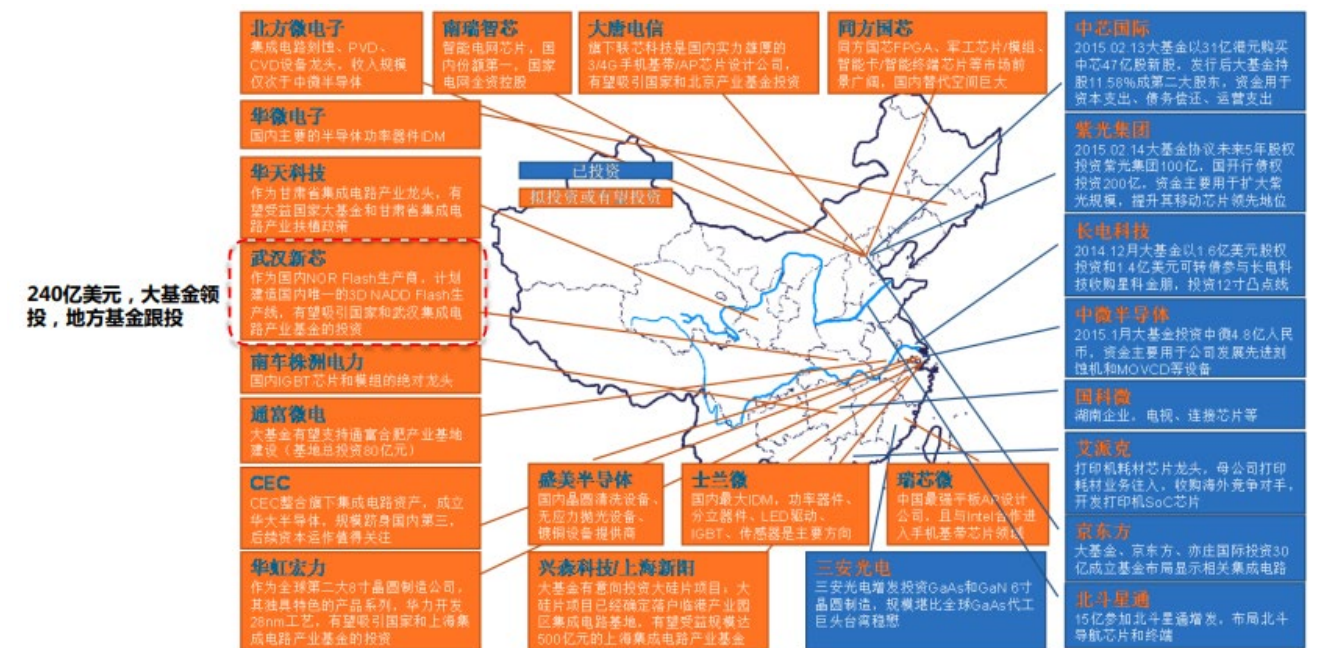 北方微电子
集成电路刻蚀、PVD、
CVD设备龙头，收入规模
仅次于中微半导体
南瑞智芯
智能电网芯片，国
内份额第一。国家
电网全资控股
大唐电信
旗下联芯科技是国内实力雄厚的
3/4G手机基带/AP芯片设计公司，
有望吸引国家和北京产业基金投资
同方国芯
同方国芯FPGA、军工芯片/模组、
智能卡/智能终端芯片等市场前
景广阔，国内替代空间巨大
中芯国际
2015.02.13大基金以31亿港元购买
中芯47亿股新股，发行后大基金持
股11.58%成第二大股东，资金用于
资本支出、债务偿还、运营支出
华微电子
国内主要的半导体功率器件IDM
紫光集团
2015.02.14大基金协议未来5年股权
投资紫光集团100亿，国开行债权
投资200亿，资金主要用于扩大紫
光规模，提升其移动芯片领先地位
华天科技
作为甘肃省集成电路产业龙头，有
望受益国家大基金和甘肃省集成电
路产业扶植政策
已投资
拟投资或有望投资
长电科技
2014.12月大基金以1.6亿美元股权
投资和1.4亿美元可转债参与长电科
技收购星科金朋，投资12寸凸点线
240亿美元，大基金领
投，地方基金跟投
武汉新芯
作为国内NOR Flash生产商，计划
建造国内唯一的3D NADD Flash生
产线，有望吸引国家和武汉集成电
路产业基金的投资
中微半导体
2015.1月大基金投资中微4.8亿人民
币，资金主要用于公司发展先进刻
蚀机和MOVCD等设备
南车株洲电力
国内IGBT芯片和模组的绝对龙头
国科微
湖南企业，电视、连接芯片等
通富微电
大基金有望支持通富合肥产业基地
建设（基地总投资80亿元）
艾派克
打印机耗材芯片龙头，母公司打印
耗材业务注入，收购海外竞争对手，
开发打印机SoC芯片
CEC
CEC整合旗下集成电路资产，成立
华大半导体，规模跻身国内第三，
后续资本运作值得关注
盛美半导体
国内晶圆清洗设备、
无应力抛光设备、
镀铜设备提供商
士兰微
国内最大IDM，功率器件、
分立器件、LED驱动、
IGBT、传感器是主要方向
瑞芯微
中国最强平板AP设计
公司，且与Intel合作进
入手机基带芯片领域
京东方
大基金、京东方、亦庄国际投资30
亿成立基金布局显示相关集成电路
华虹宏力
作为全球第二大8寸晶圆制造公司，
其独具特色的产品系列，华力开发
28nm工艺，有望吸引国家和上海集
成电路产业基金的投资
兴森科技/上海新阳
大基金有意向投资大硅片项目；大
硅片项目已经确定落户临港产业园
区集成电路基地，有望受益规模达
500亿元的上海集成电路产业基金
三安光电
三安光电增发投资GaAs和GaN 6寸
晶圆制造，规模堪比全球GaAs代工
巨头台湾稳懋
北斗星通
15亿参加北斗星通增发，布局北斗
导航芯片和终端